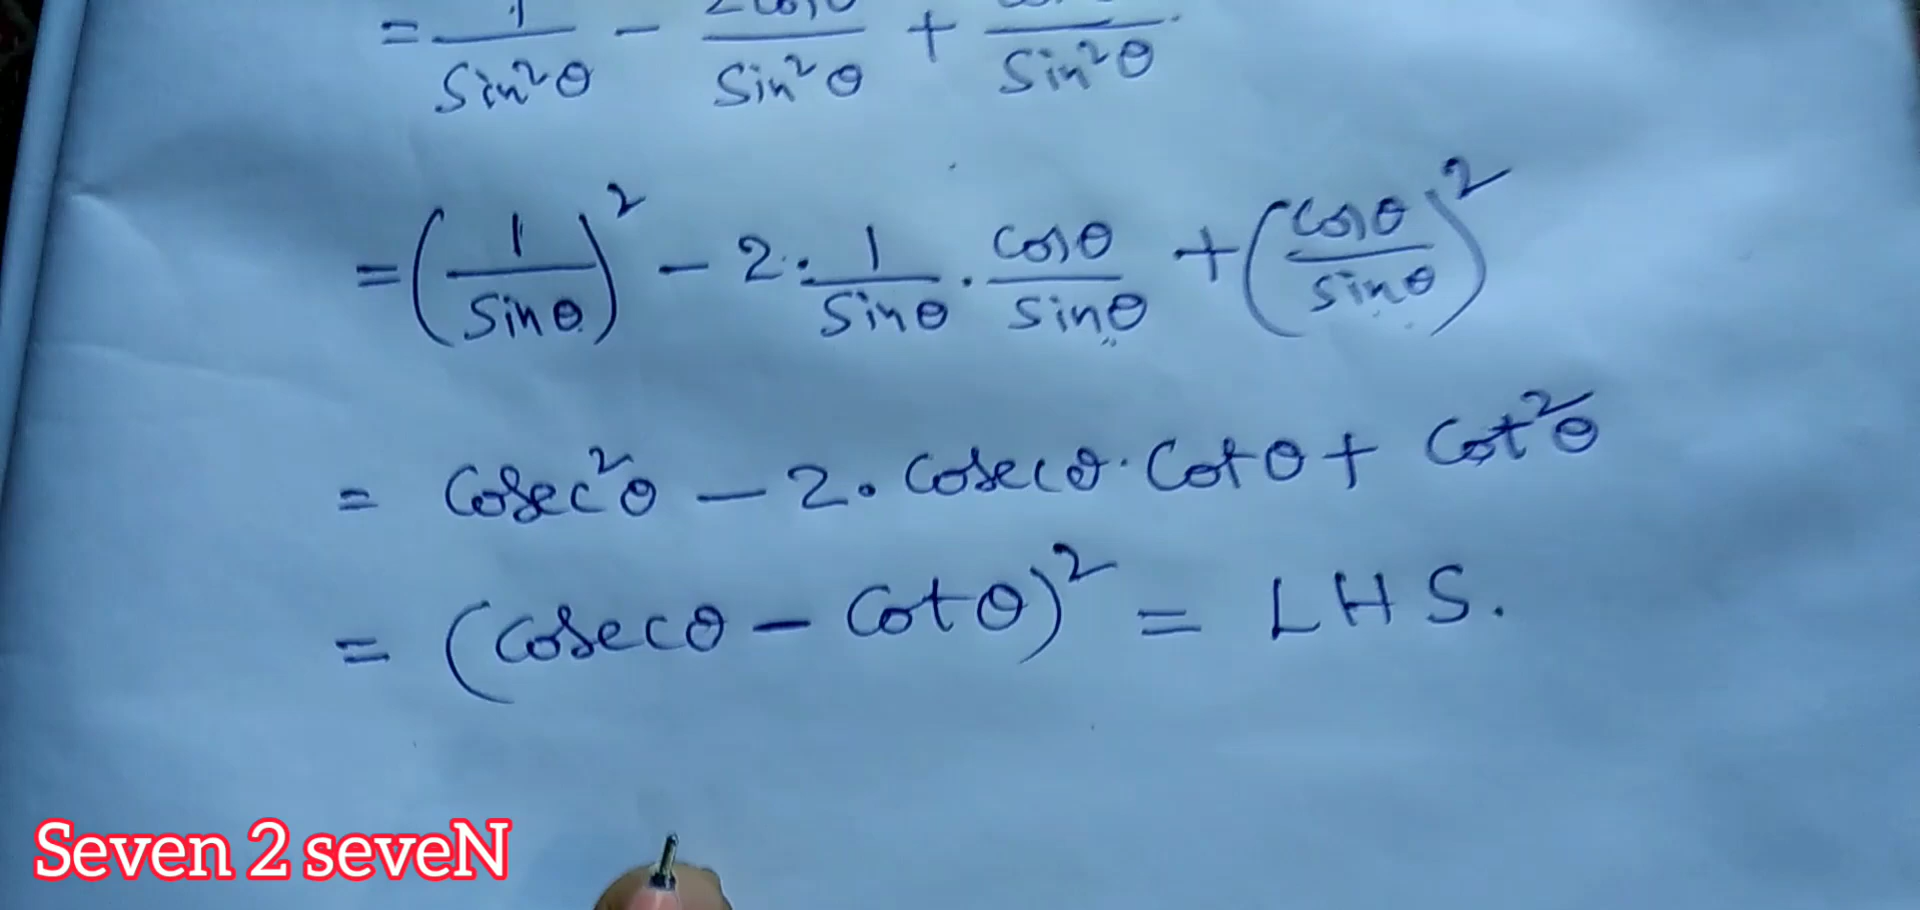 = 1/Sin²θ − 2cosθ/Sin²θ + /Sin²θ
= (1/Sinθ)² − 2 · 1/Sinθ · cosθ/Sinθ + (cosθ/Sinθ)²
= Cosec²θ − 2 . Cosecθ · Cotθ + Cot²θ
= (Cosecθ − Cotθ)² = LHS.
Seven 2 seveN